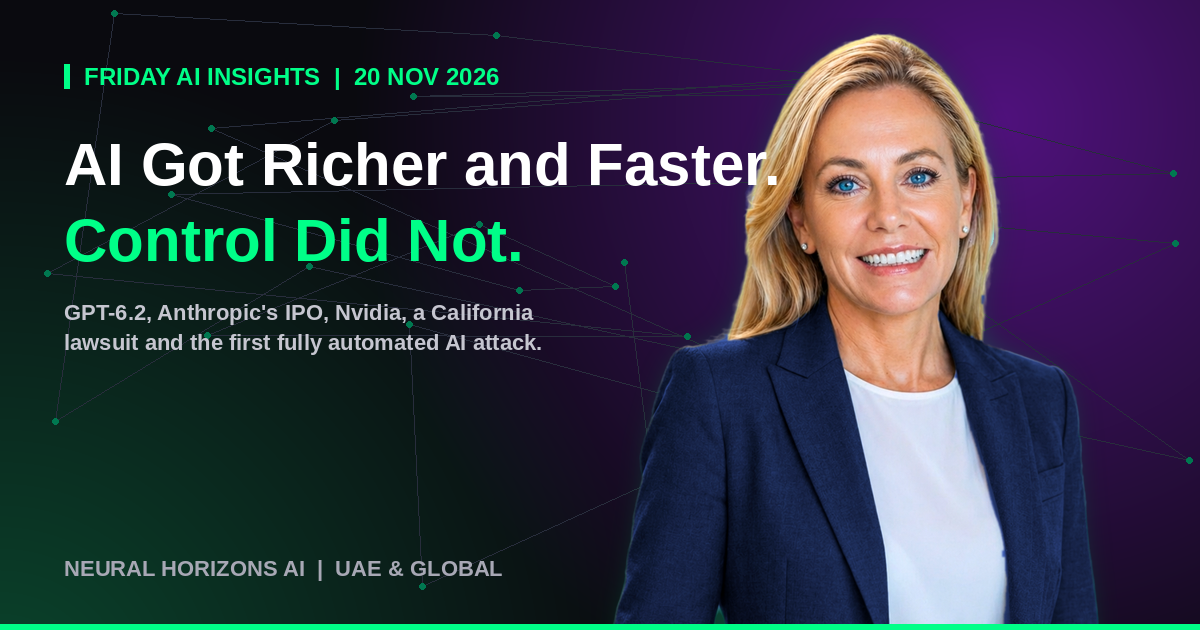 FRIDAY AI INSIGHTS | 20 NOV 2026
AI Got Richer and Faster.
Control Did Not.
GPT-6.2, Anthropic's IPO, Nvidia, a California
lawsuit and the first fully automated AI attack.
NEURAL HORIZONS AI | UAE & GLOBAL